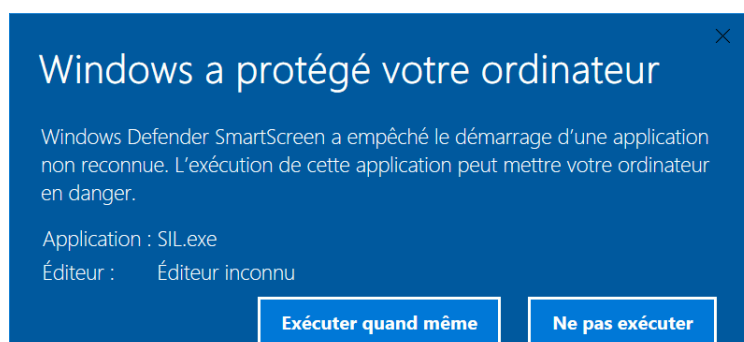 Windows a protégé votre ordinateur
Windows Defender SmartScreen a empêché le démarrage d’une application
non reconnue. L’exécution de cette application peut mettre votre ordinateur
en danger.
Application : SIL.exe
Éditeur : Éditeur inconnu
Exécuter quand même Ne pas exécuter